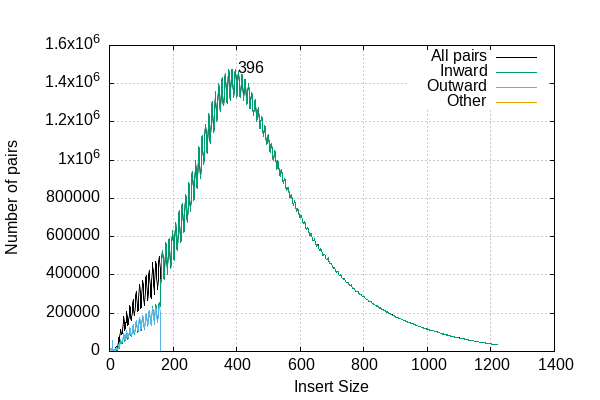 1.6x10^6
1.4x10^6
1.2x10^6
1x10^6
800000
600000
400000
200000
0
Number of pairs
396
All pairs
Inward
Outward
Other
0 200 400 600 800 1000 1200 1400
Insert Size